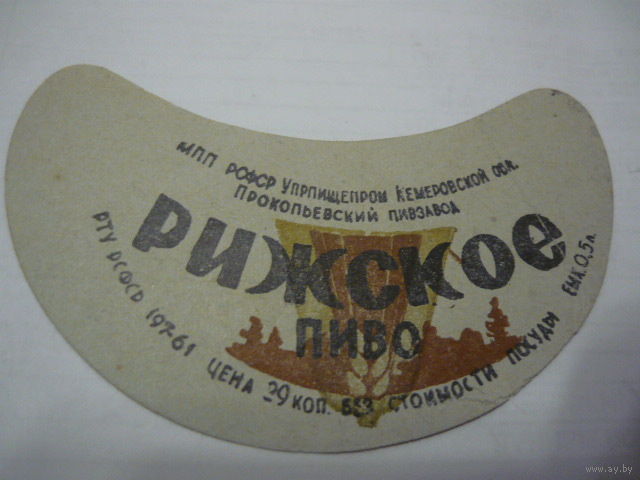 МПП РСФСР УПРПИЩЕПРОМ КЕМЕРОВСКОЙ ОБЛ.
ПРОКОПЬЕВСКИЙ ПИВЗАВОД
РИЖСКОЕ
ПИВО
РТУ РСФСР 197-61 ЦЕНА 29 КОП. БЕЗ СТОИМОСТИ ПОСУДЫ ЕМК. 0,5 л.
www.ay.by